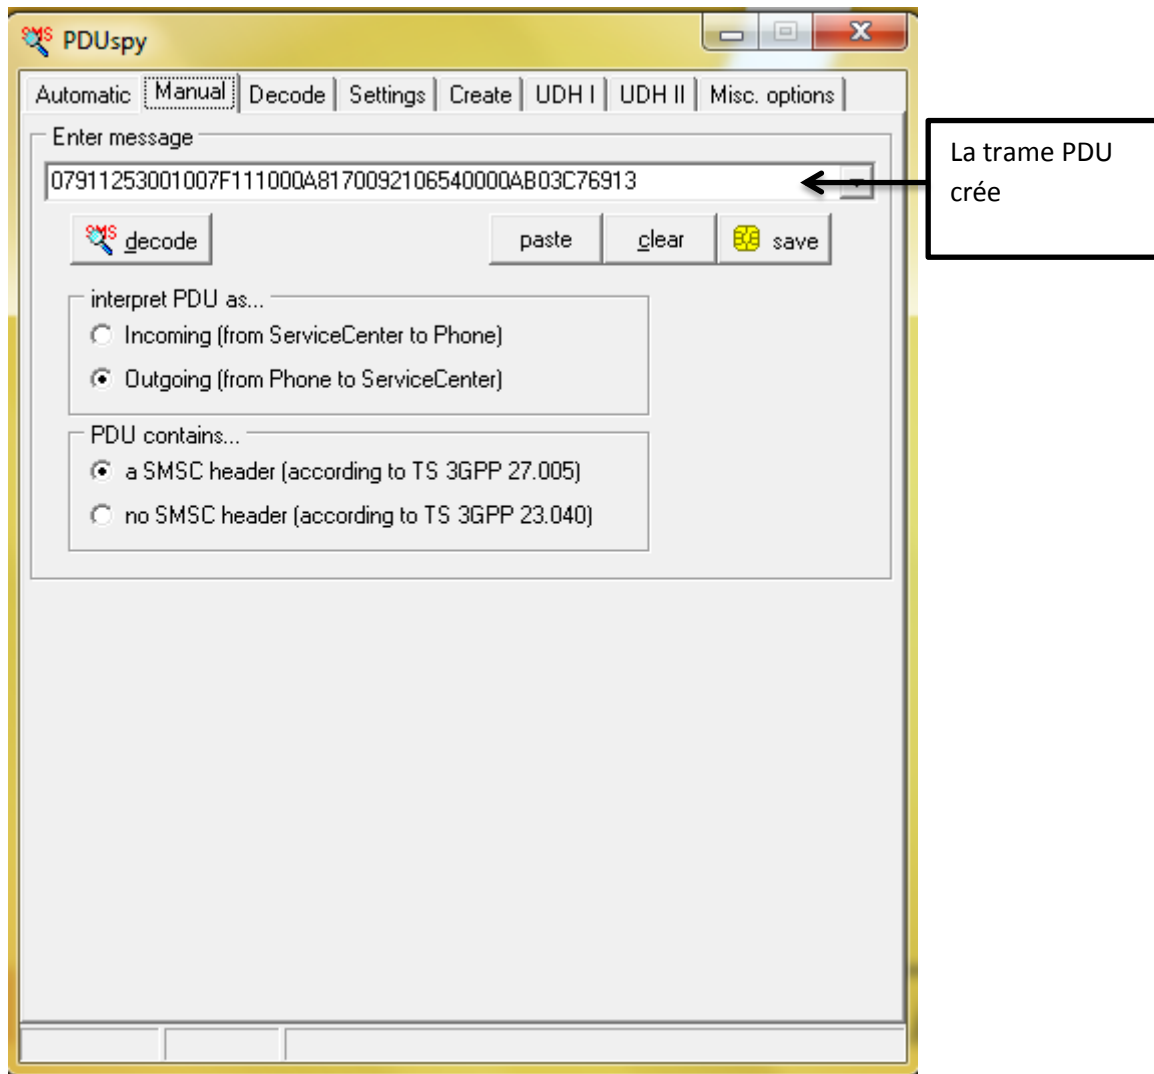 SMS PDUspy
Automatic Manual Decode Settings Create UDH I UDH II Misc. options
Enter message
07911253001007F111000A8170092106540000AB03C76913
La trame PDU
crée
SMS decode paste clear save
interpret PDU as...
Incoming (from ServiceCenter to Phone)
Outgoing (from Phone to ServiceCenter)
PDU contains...
a SMSC header (according to TS 3GPP 27.005)
no SMSC header (according to TS 3GPP 23.040)